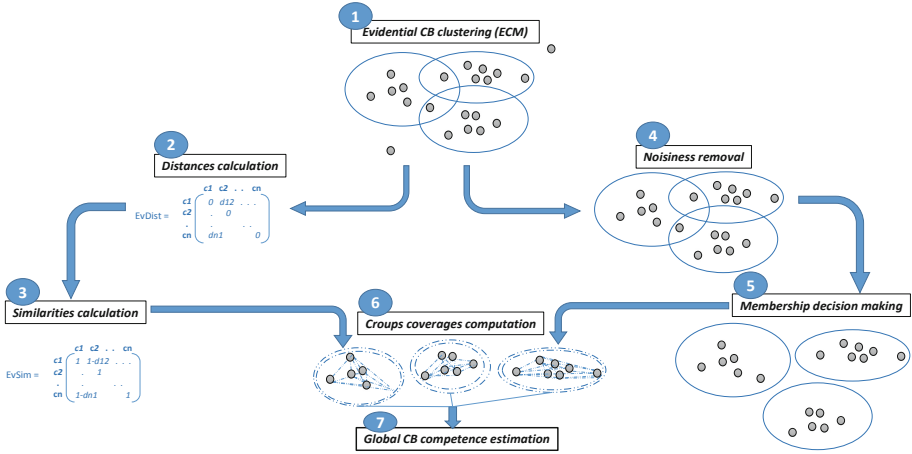 1
Evidential CB clustering (ECM)
2
Distances calculation
c1 c2 . . cn
EvDist =
c1 0 d12 . . .
c2 . 0
. . . .
cn dn1 0
4
Noisiness removal
3
Similarities calculation
c1 c2 . . cn
EvSim =
c1 1 1-d12 . . .
c2 . 1
. . . .
cn 1-dn1 1
6
Croups coverages computation
5
Membership decision making
7
Global CB competence estimation